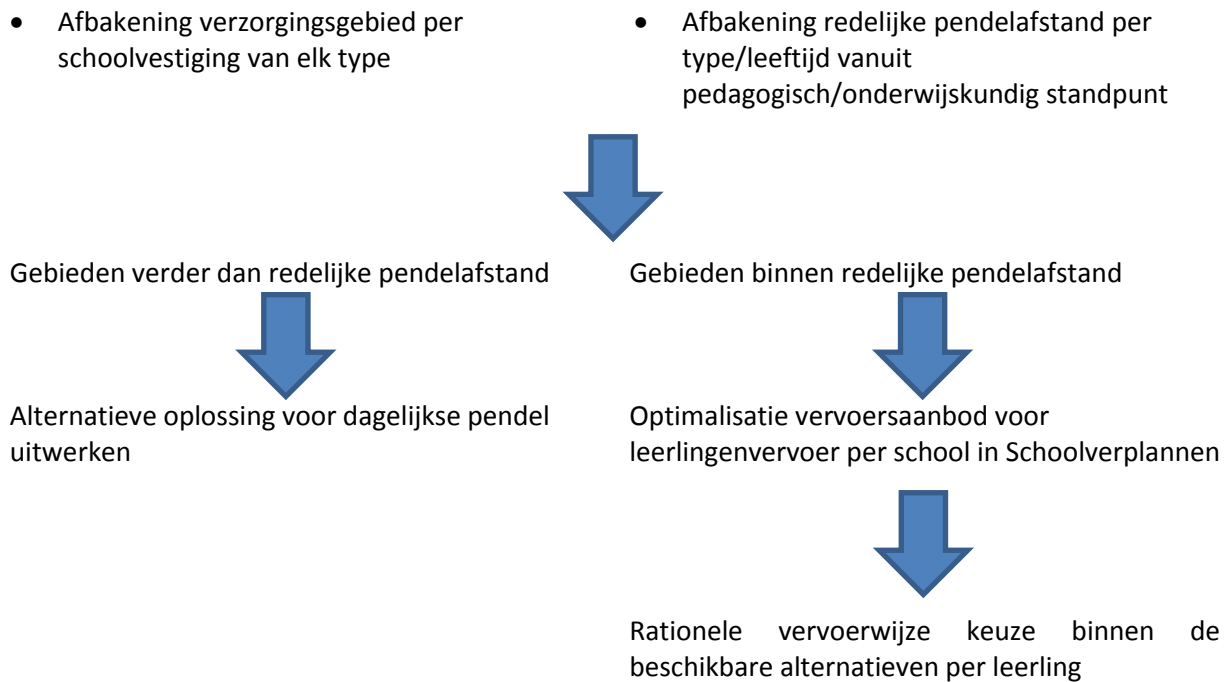 • Afbakening verzorgingsgebied per
schoolvestiging van elk type
• Afbakening redelijke pendelafstand per
type/leeftijd vanuit
pedagogisch/onderwijskundig standpunt
Gebieden verder dan redelijke pendelafstand
Gebieden binnen redelijke pendelafstand
Alternatieve oplossing voor dagelijkse pendel
uitwerken
Optimalisatie vervoersaanbod voor
leerlingenvervoer per school in Schoolverplannen
Rationele vervoerwijze keuze binnen de
beschikbare alternatieven per leerling